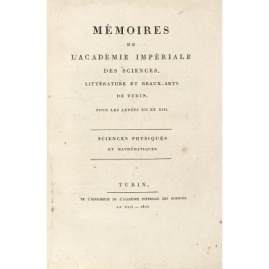 MÉMOIRES
DE
L'ACADÉMIE IMPÉRIALE
DES SCIENCES,
LITTÉRATURE ET BEAUX-ARTS
DE TURIN,
POUR LES ANNÉES XII ET XIII.
SCIENCES PHYSIQUES
ET MATHÉMATIQUES.
TURIN,
DE L'IMPRIMERIE DE L'ACADÉMIE IMPÉRIALE DES SCIENCES,
AN XIII